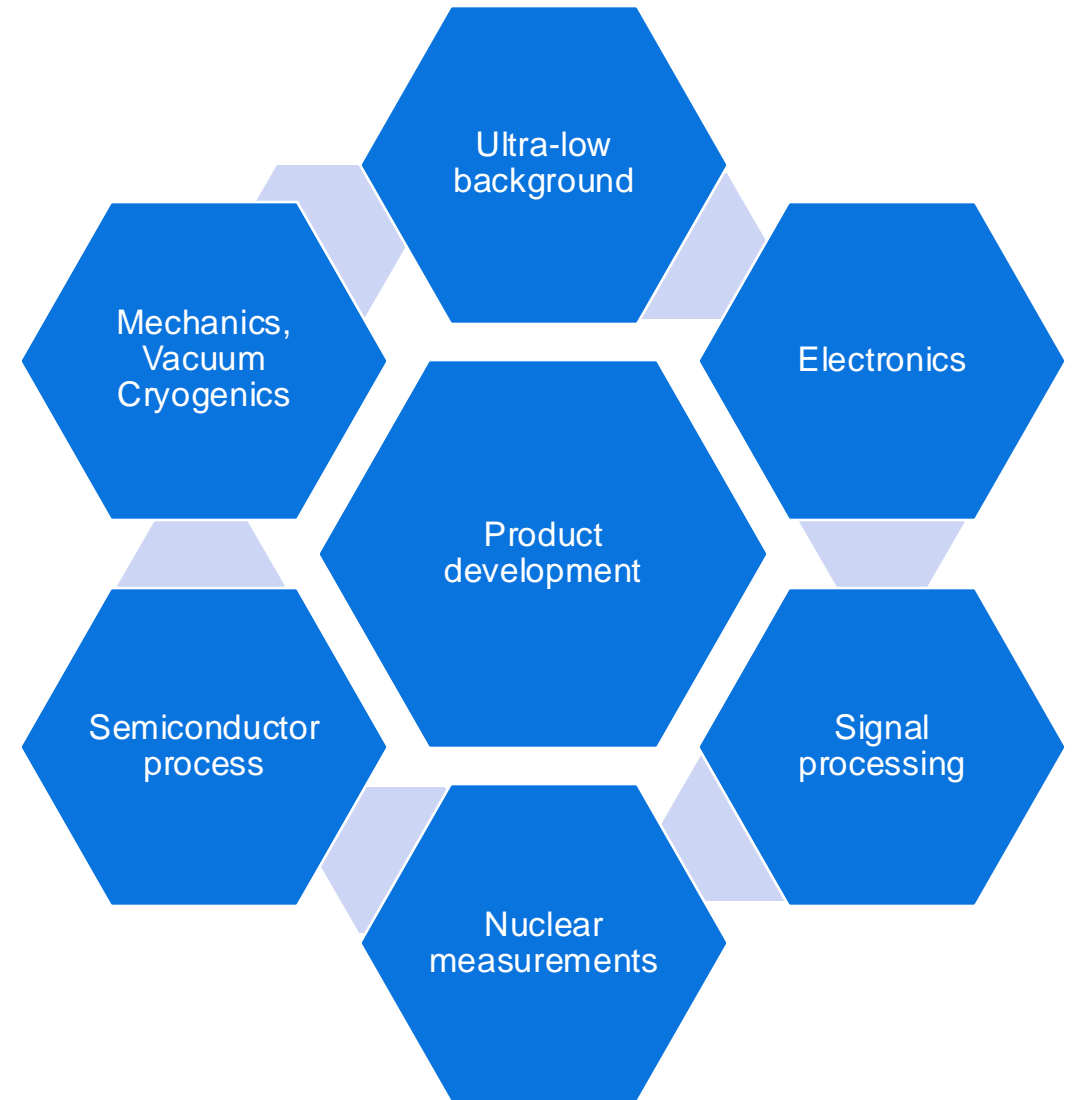 Ultra-low
background
Mechanics,
Vacuum
Cryogenics
Electronics
Product
development
Semiconductor
process
Signal
processing
Nuclear
measurements